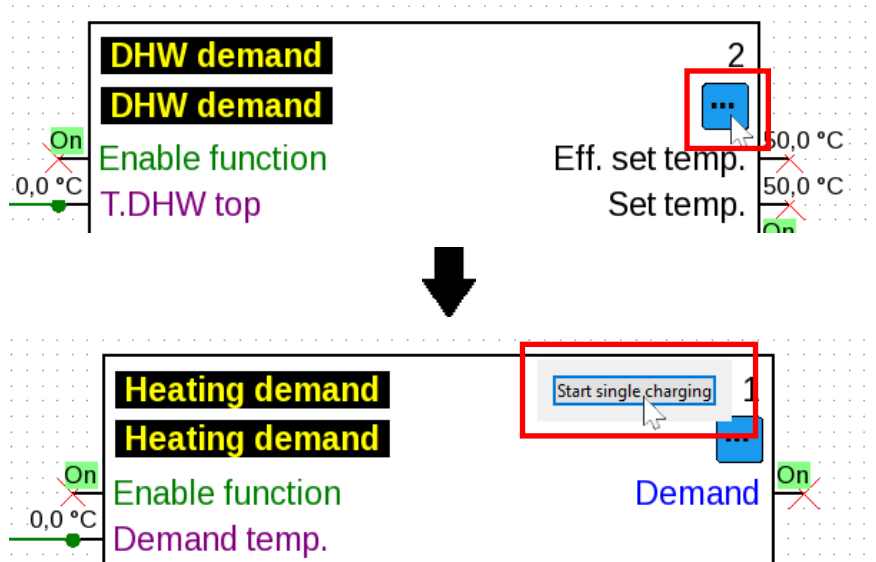 DHW demand 2
DHW demand ...
On 50,0 °C
Enable function Eff. set temp.
0,0 °C 50,0 °C
T.DHW top Set temp.
On
Heating demand Start single charging 1
Heating demand ...
On On
Enable function Demand
0,0 °C
Demand temp.